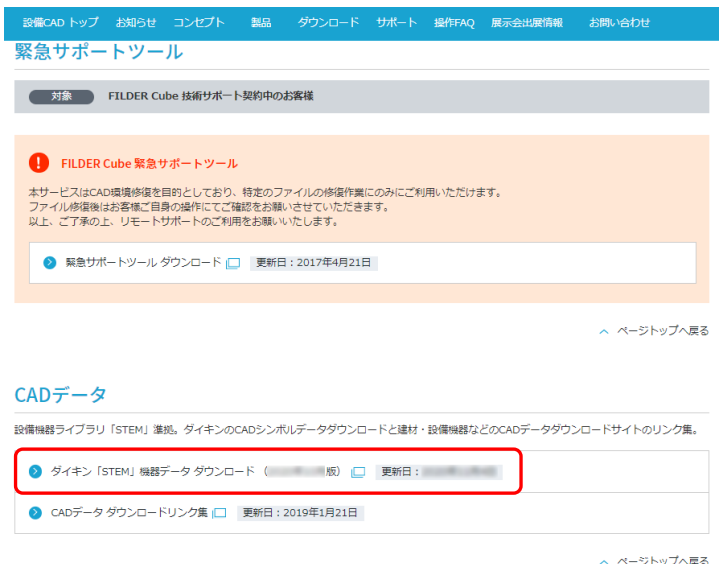 設備CAD トップ お知らせ コンセプト 製品 ダウンロード サポート 操作FAQ 展示会出展情報 お問い合わせ
緊急サポートツール
対象 FILDER Cube 技術サポート契約中のお客様
FILDER Cube 緊急サポートツール
本サービスはCAD環境修復を目的としており、特定のファイルの修復作業にのみにご利用いただけます。
ファイル修復後はお客様ご自身の操作にてご確認をお願いさせていただきます。
以上、ご了承の上、リモートサポートのご利用をお願いいたします。
緊急サポートツール ダウンロード 更新日：2017年4月21日
ページトップへ戻る
CADデータ
設備機器ライブラリ「STEM」準拠。ダイキンのCADシンボルデータダウンロードと建材・設備機器などのCADデータダウンロードサイトのリンク集。
ダイキン「STEM」機器データ ダウンロード （ 版） 更新日：
CADデータ ダウンロードリンク集 更新日：2019年1月21日
ページトップへ戻る